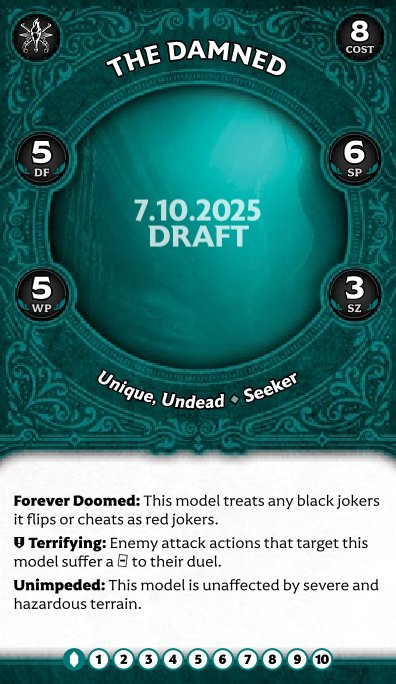 8
COST
THE DAMNED
5
DF
6
SP
7.10.2025
DRAFT
5
WP
3
SZ
Unique, Undead • Seeker
Forever Doomed: This model treats any black jokers
it flips or cheats as red jokers.
Terrifying: Enemy attack actions that target this
model suffer a to their duel.
Unimpeded: This model is unaffected by severe and
hazardous terrain.
1 2 3 4 5 6 7 8 9 10